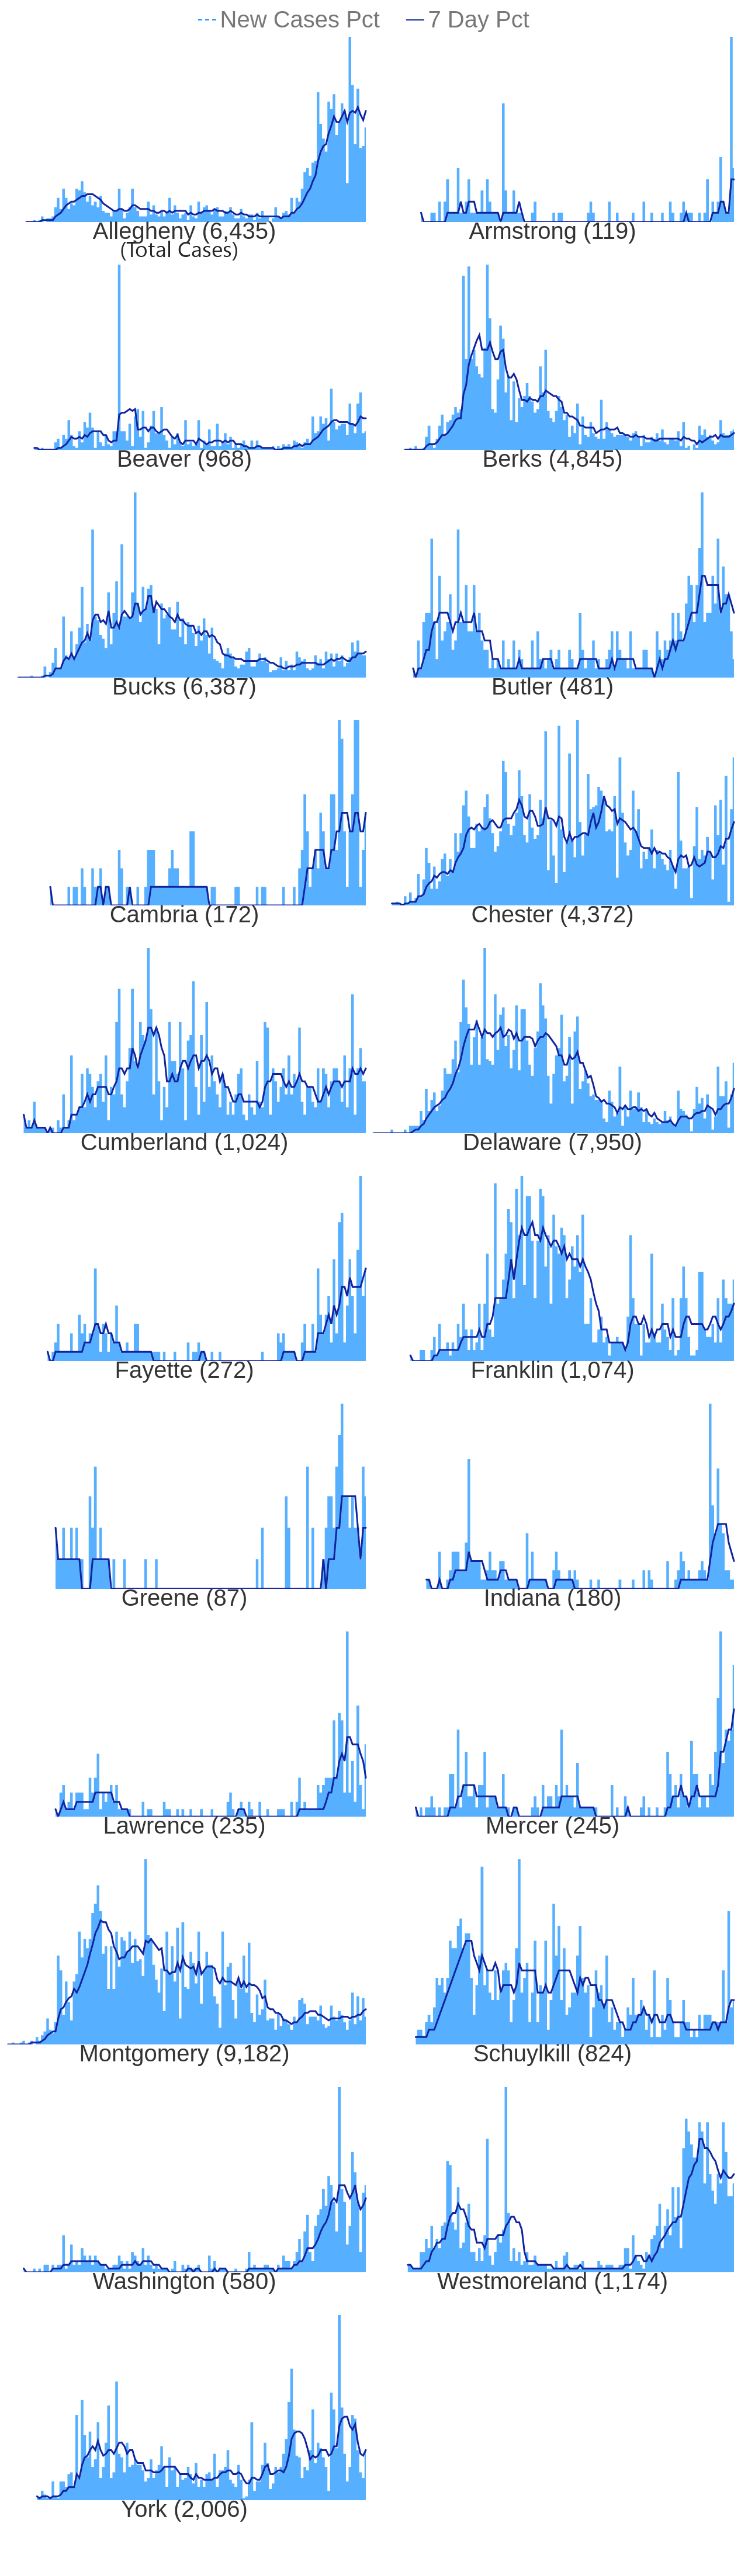 New Cases Pct 7 Day Pct
Allegheny (6,435) Armstrong (119)
(Total Cases)
Beaver (968) Berks (4,845)
Bucks (6,387) Butler (481)
Cambria (172) Chester (4,372)
Cumberland (1,024) Delaware (7,950)
Fayette (272) Franklin (1,074)
Greene (87) Indiana (180)
Lawrence (235) Mercer (245)
Montgomery (9,182) Schuylkill (824)
Washington (580) Westmoreland (1,174)
York (2,006)